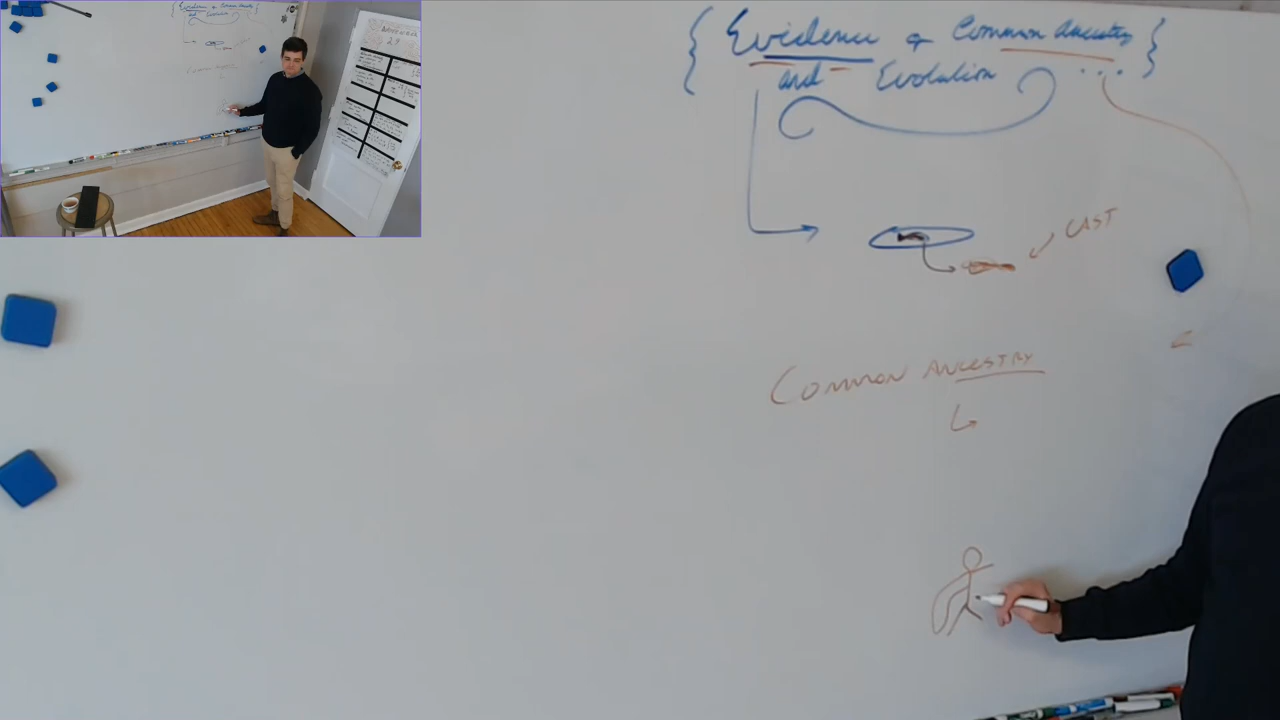 { Evidence of Common Ancestry
and Evolution .... }
CAST
COMMON ANCESTRY